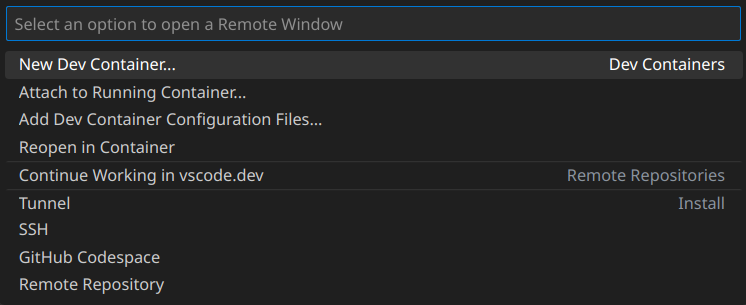 Select an option to open a Remote Window
New Dev Container... Dev Containers
Attach to Running Container...
Add Dev Container Configuration Files...
Reopen in Container
Continue Working in vscode.dev Remote Repositories
Tunnel Install
SSH
GitHub Codespace
Remote Repository